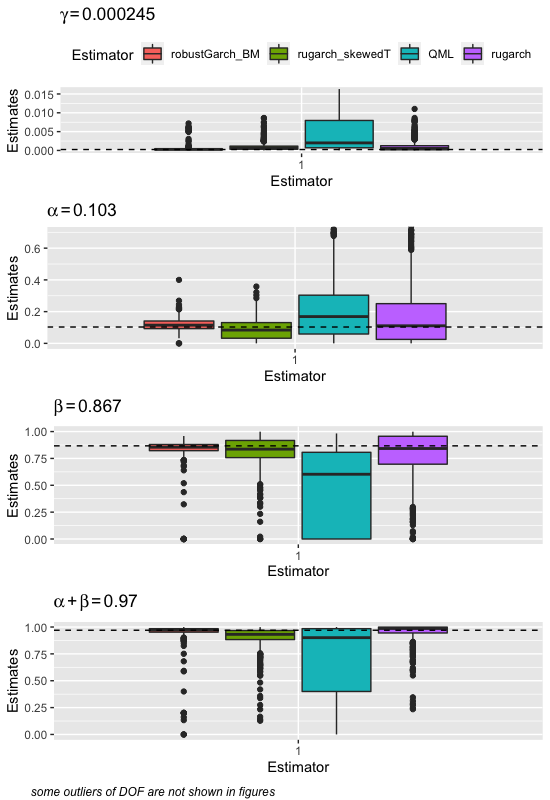 γ = 0.000245
Estimator robustGarch_BM rugarch_skewedT QML rugarch
Estimates
0.015
0.010
0.005
0.000
1
Estimator
α = 0.103
Estimates
0.6
0.4
0.2
0.0
1
Estimator
β = 0.867
Estimates
1.00
0.75
0.50
0.25
0.00
1
Estimator
α + β = 0.97
Estimates
1.00
0.75
0.50
0.25
0.00
1
Estimator
some outliers of DOF are not shown in figures